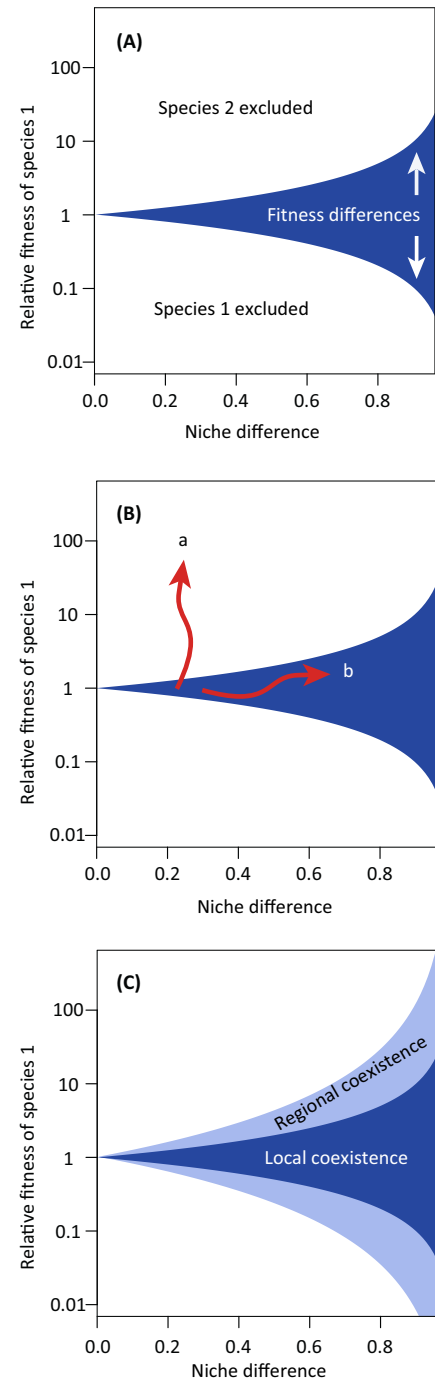 (A)
100
10
1
0.1
0.01
Relative fitness of species 1
Species 2 excluded
Fitness differences
Species 1 excluded
0.0 0.2 0.4 0.6 0.8
Niche difference
(B)
a
100
10
1
0.1
0.01
Relative fitness of species 1
b
0.0 0.2 0.4 0.6 0.8
Niche difference
(C)
100
10
1
0.1
0.01
Relative fitness of species 1
Regional coexistence
Local coexistence
0.0 0.2 0.4 0.6 0.8
Niche difference